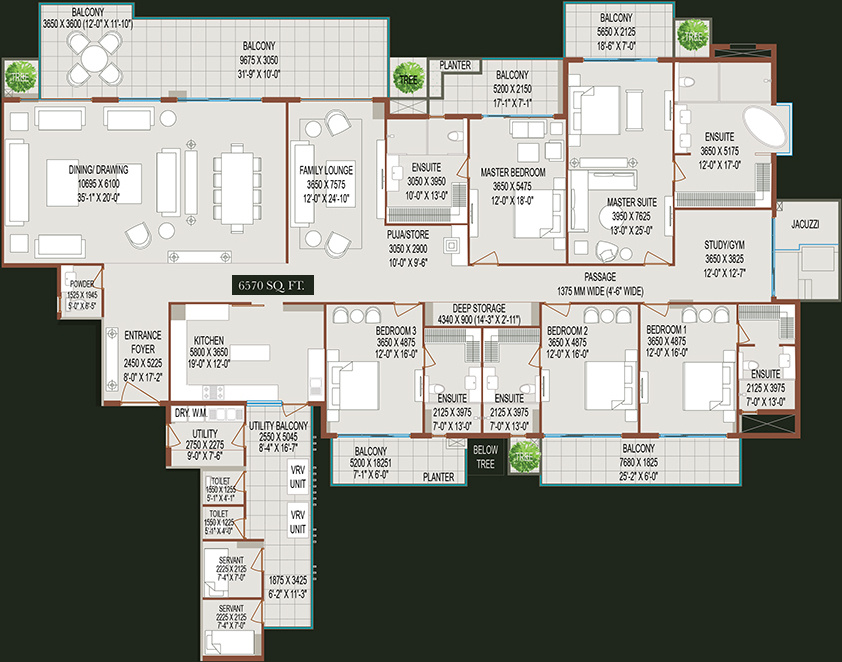 BALCONY
3650 X 3600 (12'-0" X 11'-10")
BALCONY
9675 X 3050
31'-9" X 10'-0"
TREE
TREE
PLANTER
BALCONY
5200 X 2150
17'-1" X 7'-1"
BALCONY
5650 X 2125
18'-6" X 7'-0"
TREE
DINING/ DRAWING
10695 X 6100
35'-1" X 20'-0"
FAMILY LOUNGE
3650 X 7575
12'-0" X 24'-10"
ENSUITE
3050 X 3950
10'-0" X 13'-0"
MASTER BEDROOM
3650 X 5475
12'-0" X 18'-0"
ENSUITE
3650 X 5175
12'-0" X 17'-0"
MASTER SUITE
3950 X 7625
13'-0" X 25'-0"
PUJA/STORE
3050 X 2900
10'-0" X 9'-6"
STUDY/GYM
3650 X 3825
12'-0" X 12'-7"
JACUZZI
POWDER
1525 X 1945
5'-0" X 6'-5"
6570 SQ. FT.
PASSAGE
1375 MM WIDE (4'-6" WIDE)
DEEP STORAGE
4340 X 900 (14'-3" X 2'-11")
ENTRANCE
FOYER
2450 X 5225
8'-0" X 17'-2"
KITCHEN
5800 X 3650
19'-0" X 12'-0"
BEDROOM 3
3650 X 4875
12'-0" X 16'-0"
BEDROOM 2
3650 X 4875
12'-0" X 16'-0"
BEDROOM 1
3650 X 4875
12'-0" X 16'-0"
ENSUITE
2125 X 3975
7'-0" X 13'-0"
ENSUITE
2125 X 3975
7'-0" X 13'-0"
ENSUITE
2125 X 3975
7'-0" X 13'-0"
DRY. W.M.
UTILITY
2750 X 2275
9'-0" X 7'-6"
UTILITY BALCONY
2550 X 5045
8'-4" X 16'-7"
BALCONY
5200 X 18251
7'-1" X 6'-0"
PLANTER
BELOW
TREE
TREE
BALCONY
7680 X 1825
25'-2" X 6'-0"
VRV
UNIT
TOILET
1550 X 1255
5'-1" X 4'-1"
TOILET
1550 X 1225
5'-1" X 4'-0"
VRV
UNIT
SERVANT
2225 X 2125
7'-4" X 7'-0"
1875 X 3425
6'-2" X 11'-3"
SERVANT
2225 X 2125
7'-4" X 7'-0"